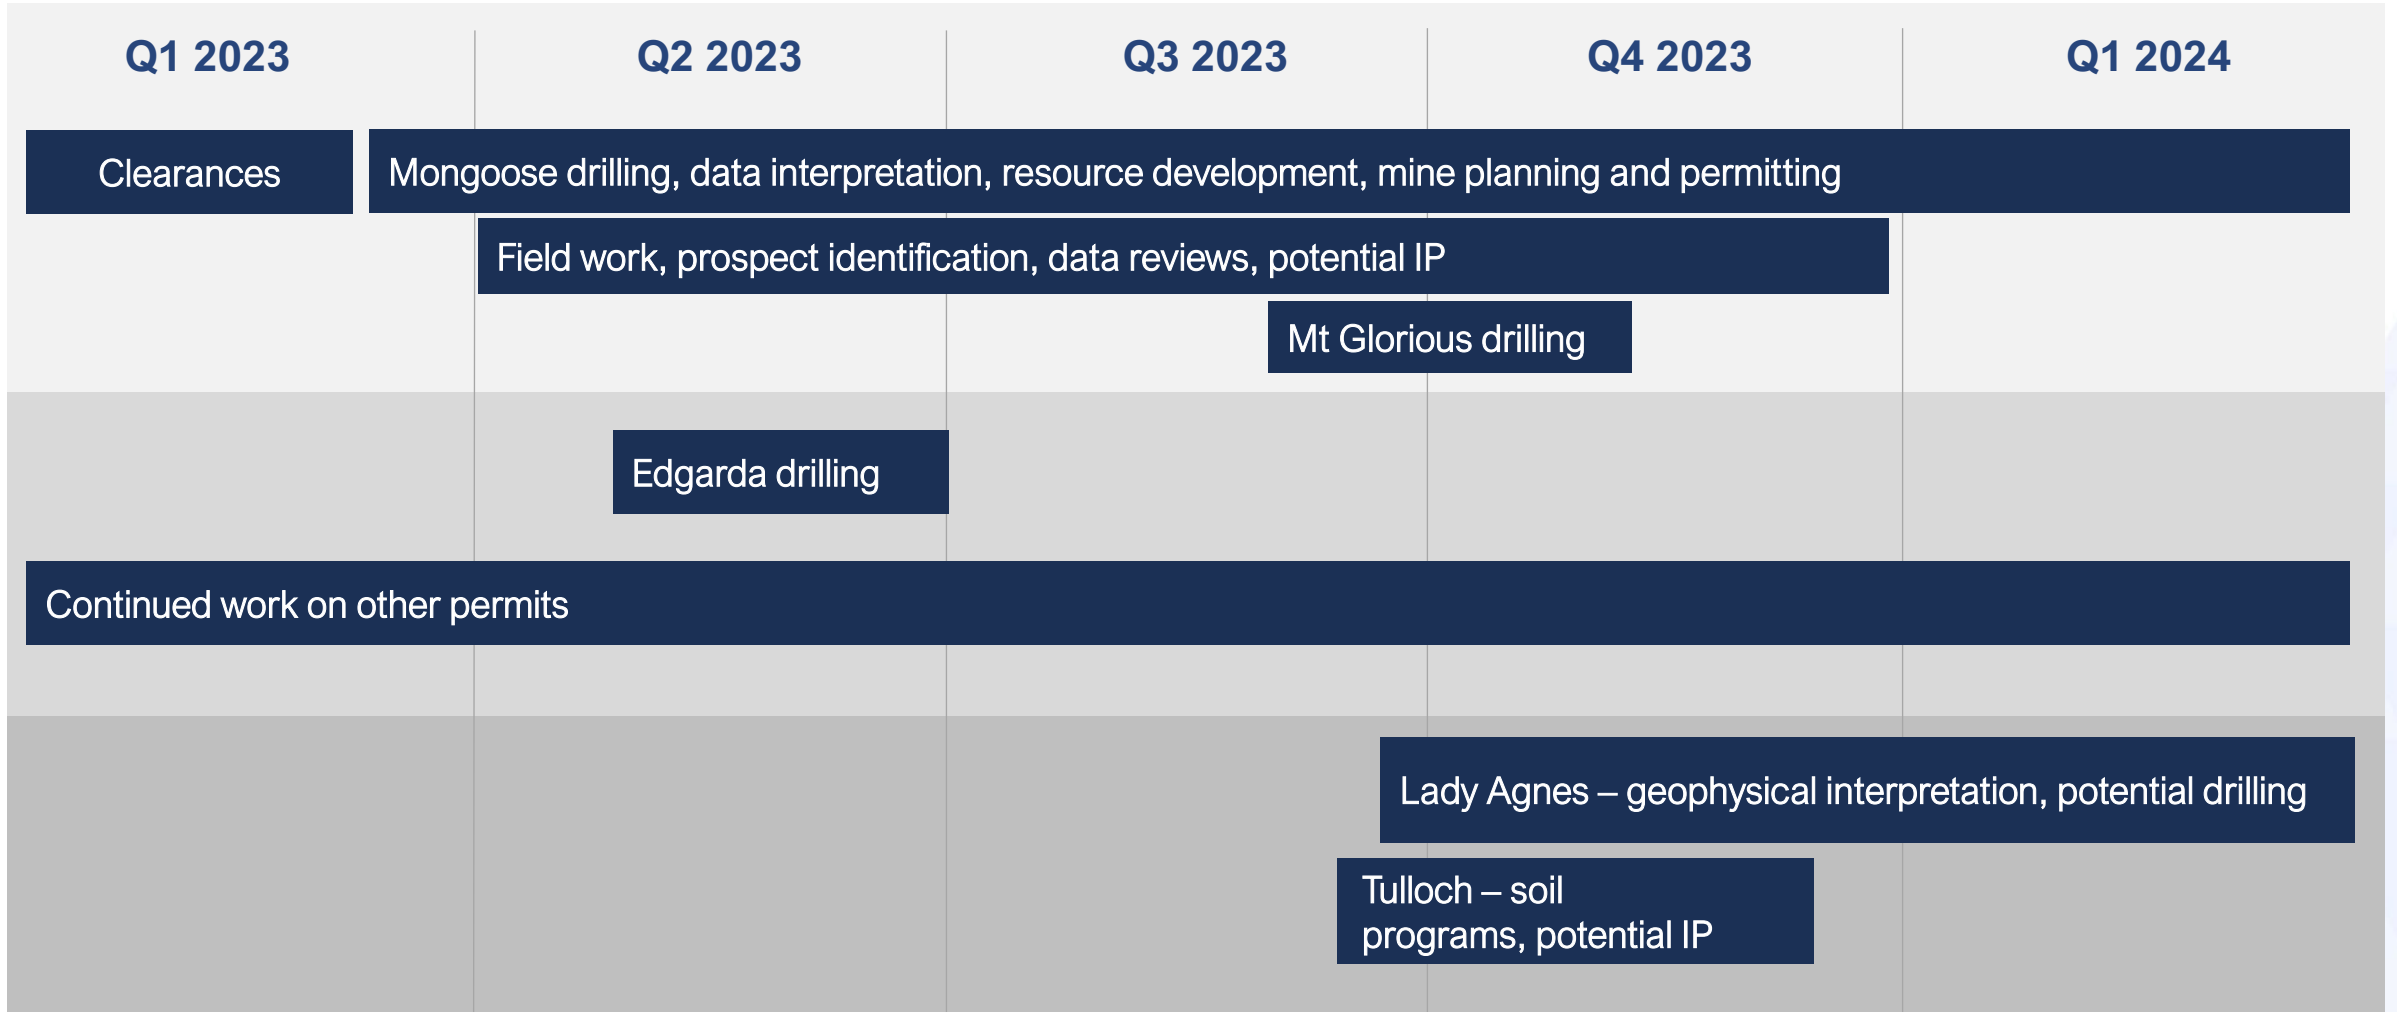 Q1 2023
Q2 2023
Q3 2023
Q4 2023
Q1 2024
Clearances
Mongoose drilling, data interpretation, resource development, mine planning and permitting
Field work, prospect identification, data reviews, potential IP
Mt Glorious drilling
Edgarda drilling
Continued work on other permits
Lady Agnes – geophysical interpretation, potential drilling
Tulloch – soil
programs, potential IP